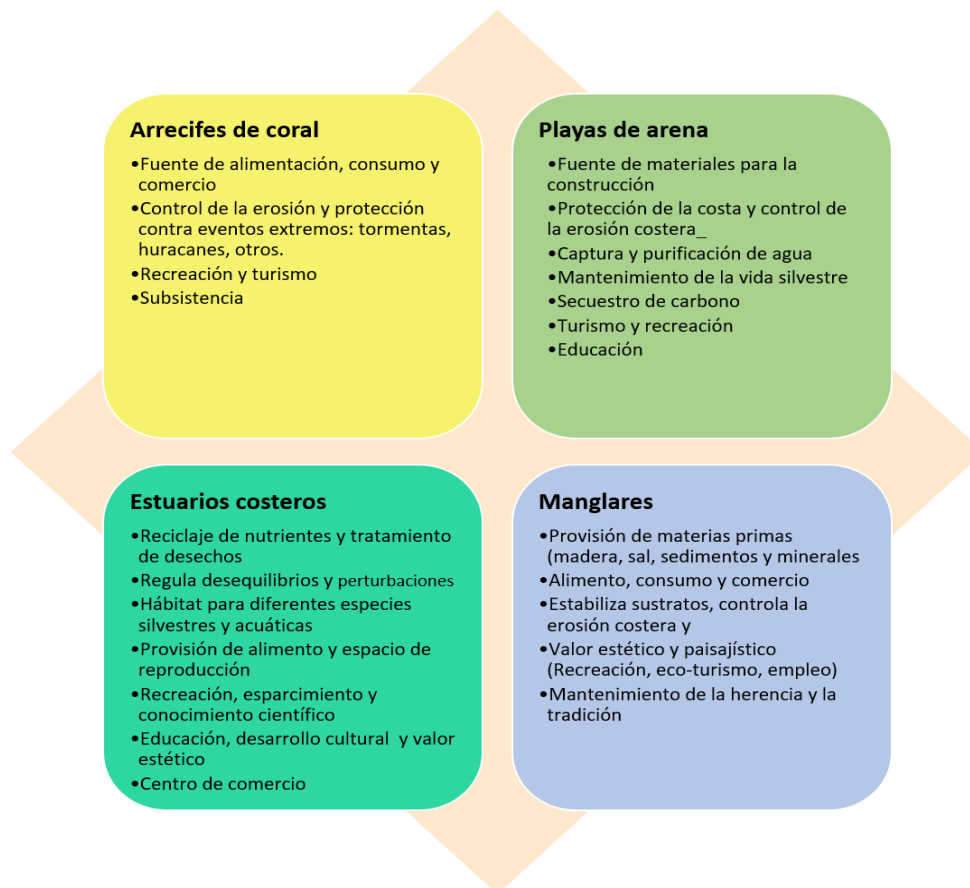 Arrecifes de coral
•Fuente de alimentación, consumo y
comercio
•Control de la erosión y protección
contra eventos extremos: tormentas,
huracanes, otros.
•Recreación y turismo
•Subsistencia
Playas de arena
•Fuente de materiales para la
construcción
•Protección de la costa y control de
la erosión costera_
•Captura y purificación de agua
•Mantenimiento de la vida silvestre
•Secuestro de carbono
•Turismo y recreación
•Educación
Estuarios costeros
•Reciclaje de nutrientes y tratamiento
de desechos
•Regula desequilibrios y perturbaciones
•Hábitat para diferentes especies
silvestres y acuáticas
•Provisión de alimento y espacio de
reproducción
•Recreación, esparcimiento y
conocimiento científico
•Educación, desarrollo cultural  y valor
estético
•Centro de comercio
Manglares
•Provisión de materias primas
(madera, sal, sedimentos y minerales
•Alimento, consumo y comercio
•Estabiliza sustratos, controla la
erosión costera y
•Valor estético y paisajístico
(Recreación, eco-turismo, empleo)
•Mantenimiento de la herencia y la
tradición